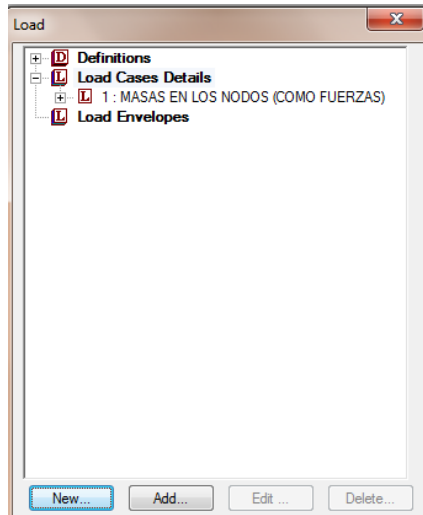 Load
Definitions
Load Cases Details
1 : MASAS EN LOS NODOS (COMO FUERZAS)
Load Envelopes
New... Add... Edit ... Delete...